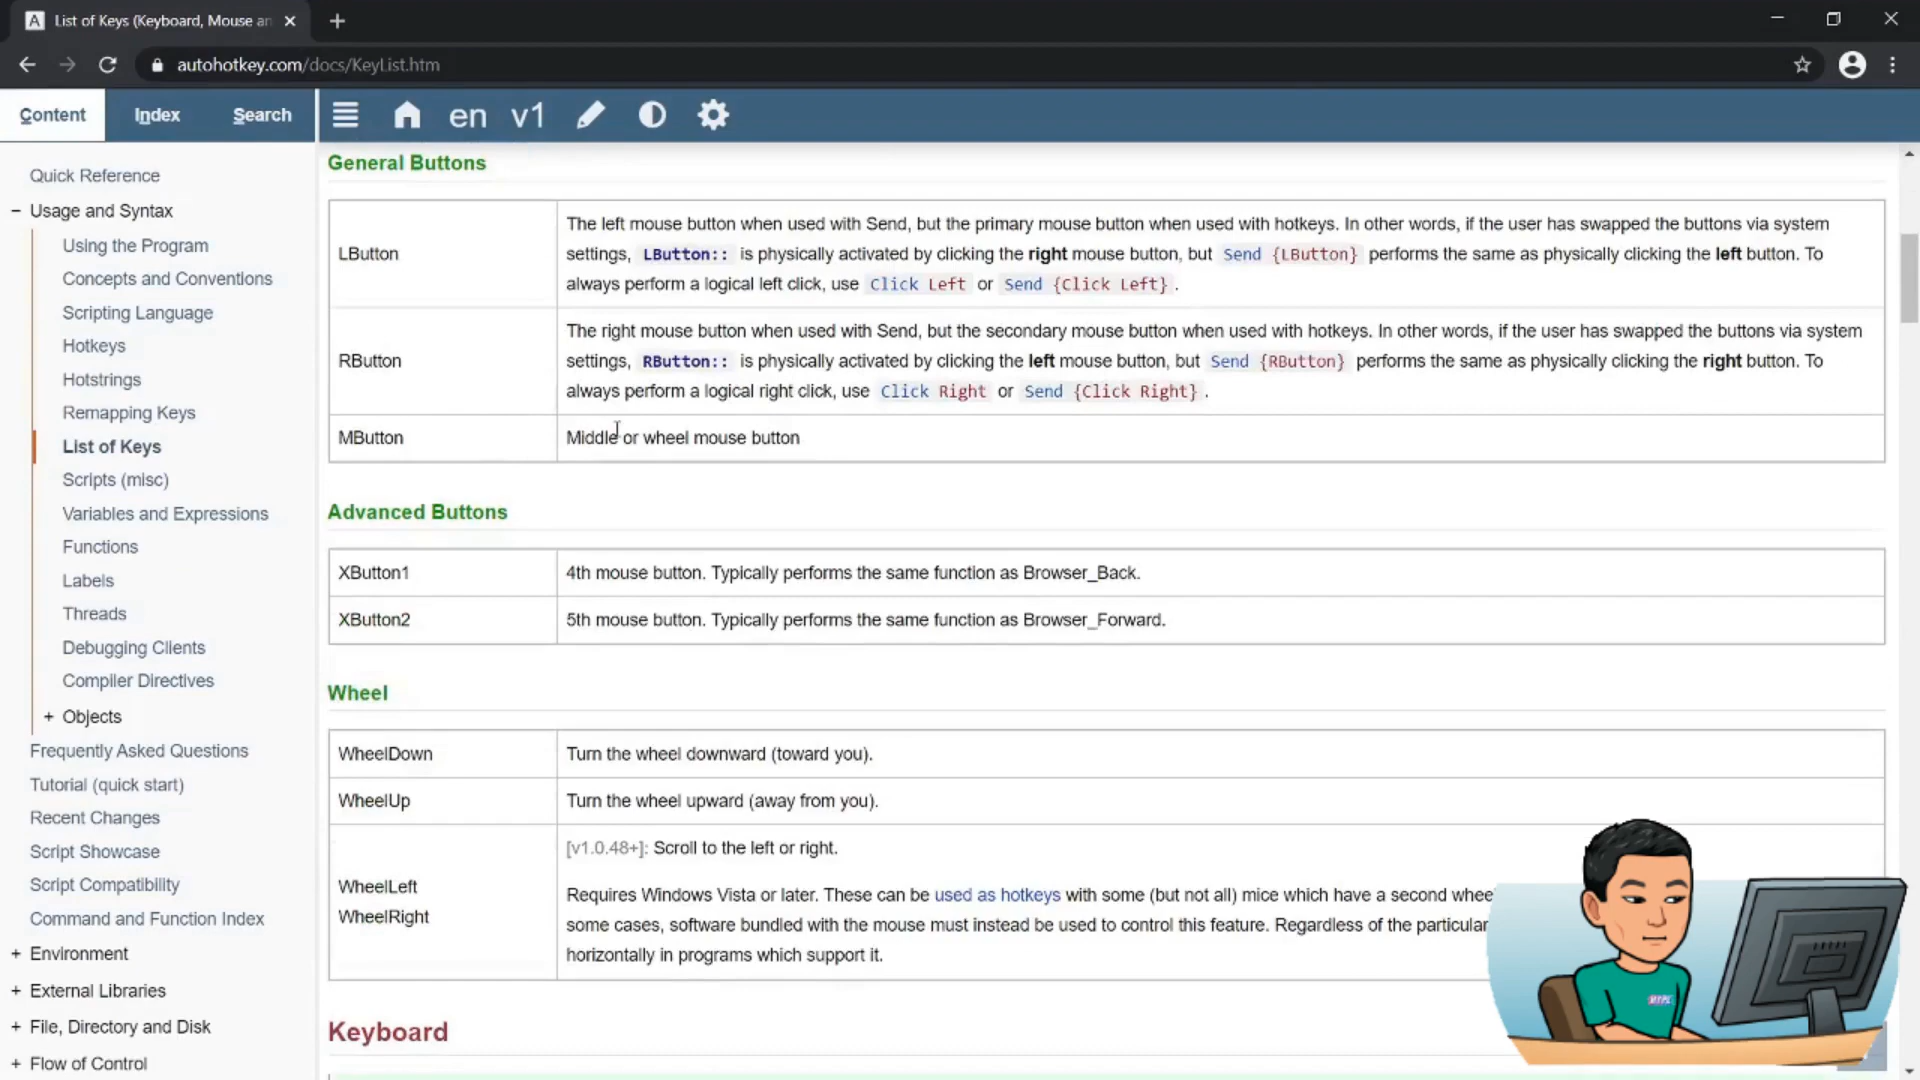 List of Keys (Keyboard, Mouse an
autohotkey.com/docs/KeyList.htm
Content Index Search en v1
Quick Reference
− Usage and Syntax
Using the Program
Concepts and Conventions
Scripting Language
Hotkeys
Hotstrings
Remapping Keys
List of Keys
Scripts (misc)
Variables and Expressions
Functions
Labels
Threads
Debugging Clients
Compiler Directives
+ Objects
Frequently Asked Questions
Tutorial (quick start)
Recent Changes
Script Showcase
Script Compatibility
Command and Function Index
+ Environment
+ External Libraries
+ File, Directory and Disk
+ Flow of Control
General Buttons
LButton
The left mouse button when used with Send, but the primary mouse button when used with hotkeys. In other words, if the user has swapped the buttons via system
settings, LButton:: is physically activated by clicking the right mouse button, but Send {LButton} performs the same as physically clicking the left button. To
always perform a logical left click, use Click Left or Send {Click Left} .
RButton
The right mouse button when used with Send, but the secondary mouse button when used with hotkeys. In other words, if the user has swapped the buttons via system
settings, RButton:: is physically activated by clicking the left mouse button, but Send {RButton} performs the same as physically clicking the right button. To
always perform a logical right click, use Click Right or Send {Click Right} .
MButton Middle or wheel mouse button
Advanced Buttons
XButton1 4th mouse button. Typically performs the same function as Browser_Back.
XButton2 5th mouse button. Typically performs the same function as Browser_Forward.
Wheel
WheelDown Turn the wheel downward (toward you).
WheelUp Turn the wheel upward (away from you).
WheelLeft
WheelRight
[v1.0.48+]: Scroll to the left or right.
Requires Windows Vista or later. These can be used as hotkeys with some (but not all) mice which have a second whee
some cases, software bundled with the mouse must instead be used to control this feature. Regardless of the particular
horizontally in programs which support it.
Keyboard